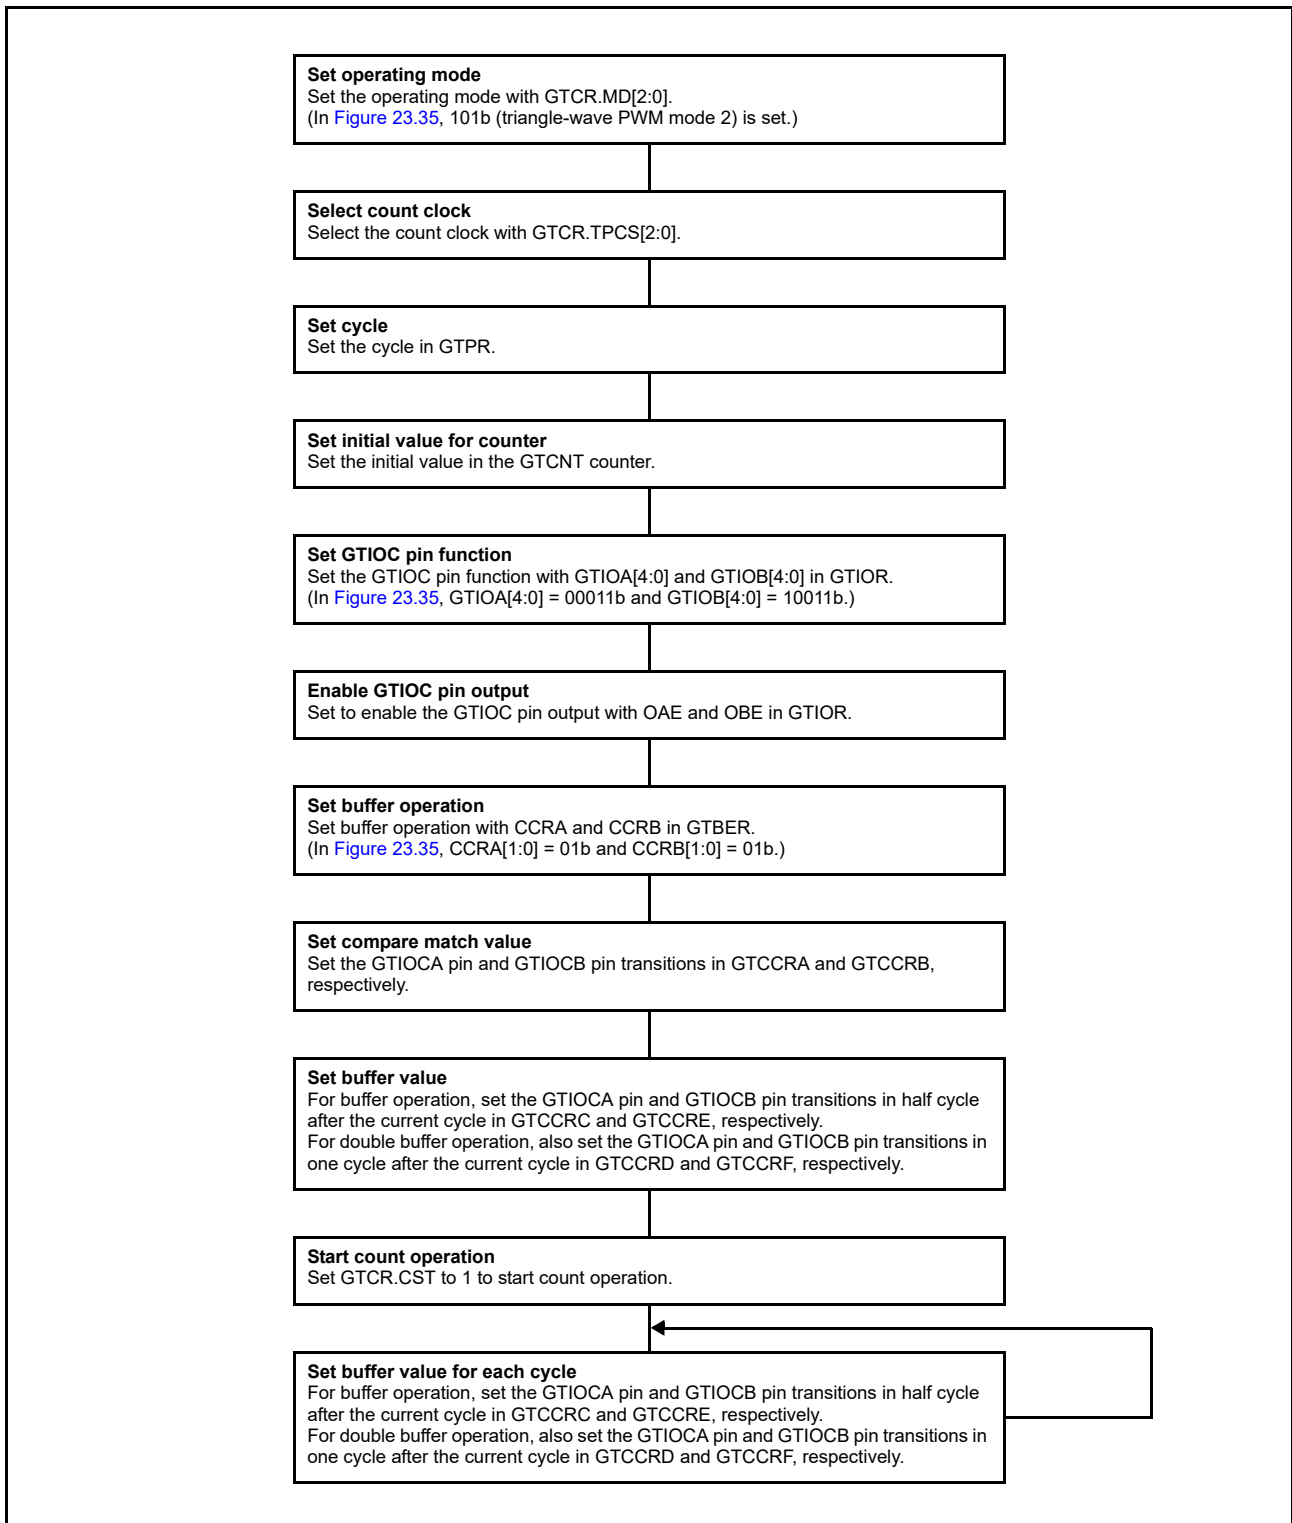 Set operating mode
Set the operating mode with GTCR.MD[2:0].
(In Figure 23.35, 101b (triangle-wave PWM mode 2) is set.)
Select count clock
Select the count clock with GTCR.TPCS[2:0].
Set cycle
Set the cycle in GTPR.
Set initial value for counter
Set the initial value in the GTCNT counter.
Set GTIOC pin function
Set the GTIOC pin function with GTIOA[4:0] and GTIOB[4:0] in GTIOR.
(In Figure 23.35, GTIOA[4:0] = 00011b and GTIOB[4:0] = 10011b.)
Enable GTIOC pin output
Set to enable the GTIOC pin output with OAE and OBE in GTIOR.
Set buffer operation
Set buffer operation with CCRA and CCRB in GTBER.
(In Figure 23.35, CCRA[1:0] = 01b and CCRB[1:0] = 01b.)
Set compare match value
Set the GTIOCA pin and GTIOCB pin transitions in GTCCRA and GTCCRB,
respectively.
Set buffer value
For buffer operation, set the GTIOCA pin and GTIOCB pin transitions in half cycle
after the current cycle in GTCCRC and GTCCRE, respectively.
For double buffer operation, also set the GTIOCA pin and GTIOCB pin transitions in
one cycle after the current cycle in GTCCRD and GTCCRF, respectively.
Start count operation
Set GTCR.CST to 1 to start count operation.
Set buffer value for each cycle
For buffer operation, set the GTIOCA pin and GTIOCB pin transitions in half cycle
after the current cycle in GTCCRC and GTCCRE, respectively.
For double buffer operation, also set the GTIOCA pin and GTIOCB pin transitions in
one cycle after the current cycle in GTCCRD and GTCCRF, respectively.